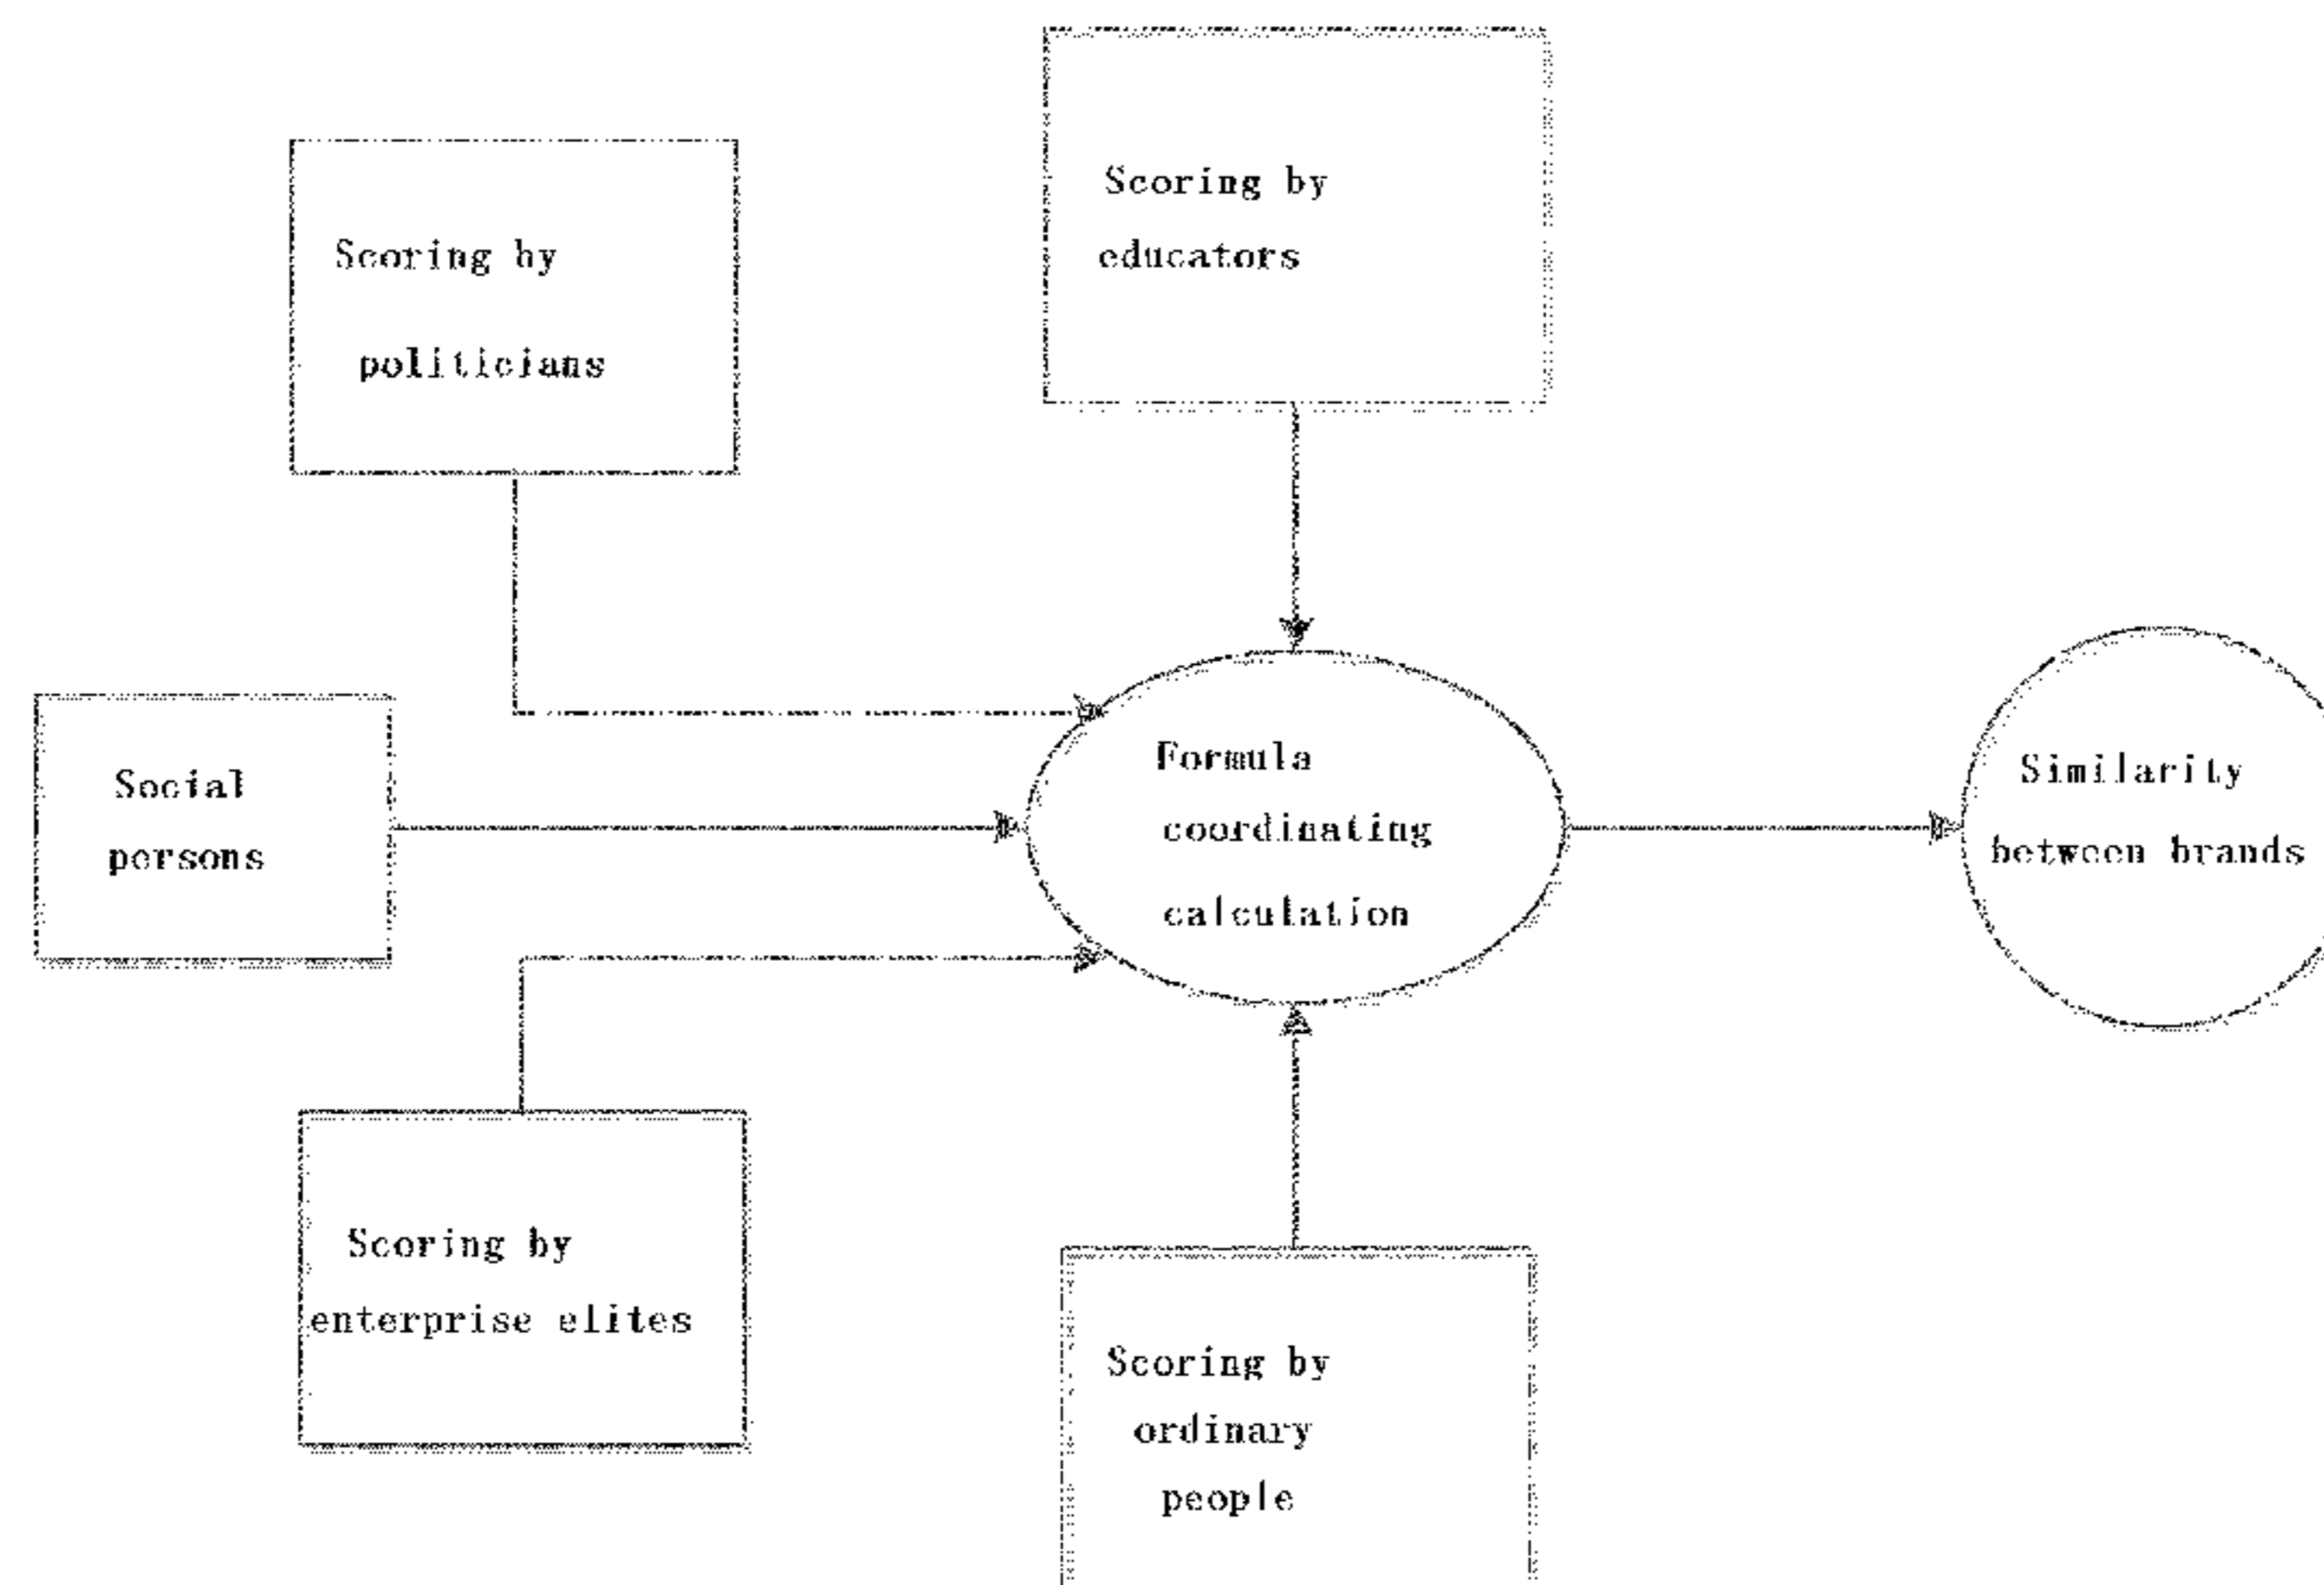 Scoring by
educators
Scoring by
politicians
Social
persons
Formula
coordinating
calculation
Similarity
between brands
Scoring by
enterprise elites
Scoring by
ordinary
people